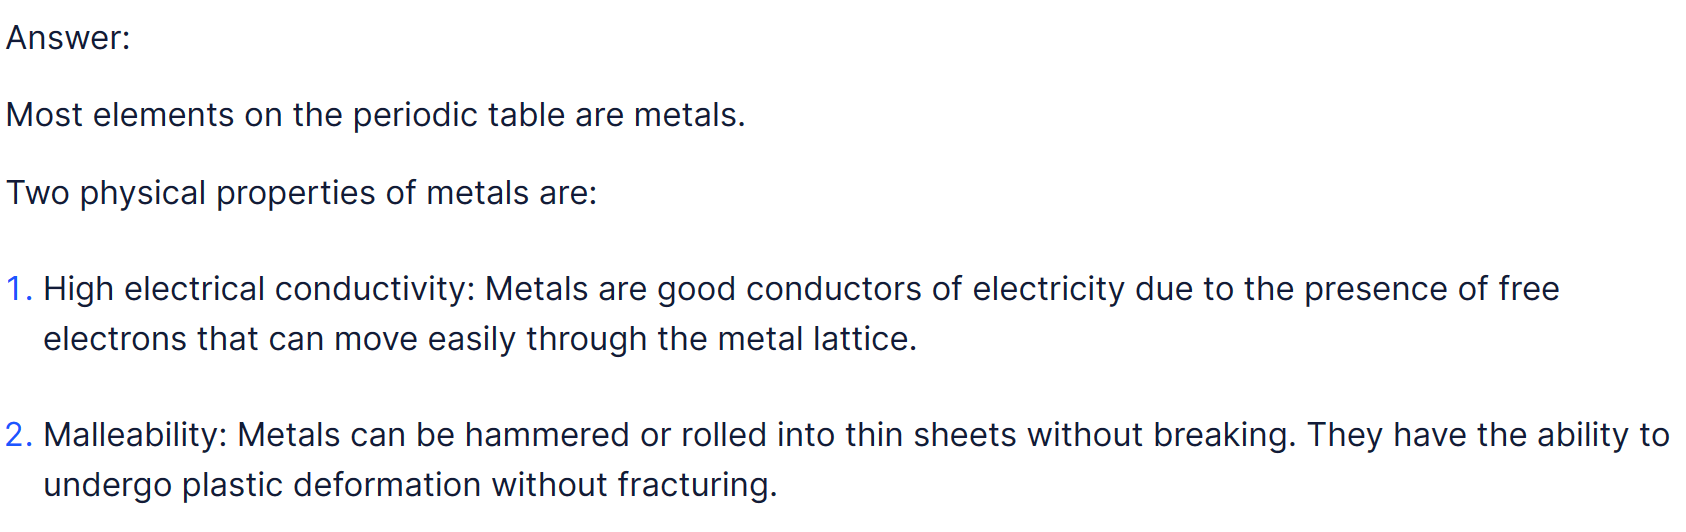 Answer:
Most elements on the periodic table are metals.
Two physical properties of metals are:
1. High electrical conductivity: Metals are good conductors of electricity due to the presence of free
electrons that can move easily through the metal lattice.
2. Malleability: Metals can be hammered or rolled into thin sheets without breaking. They have the ability to
undergo plastic deformation without fracturing.